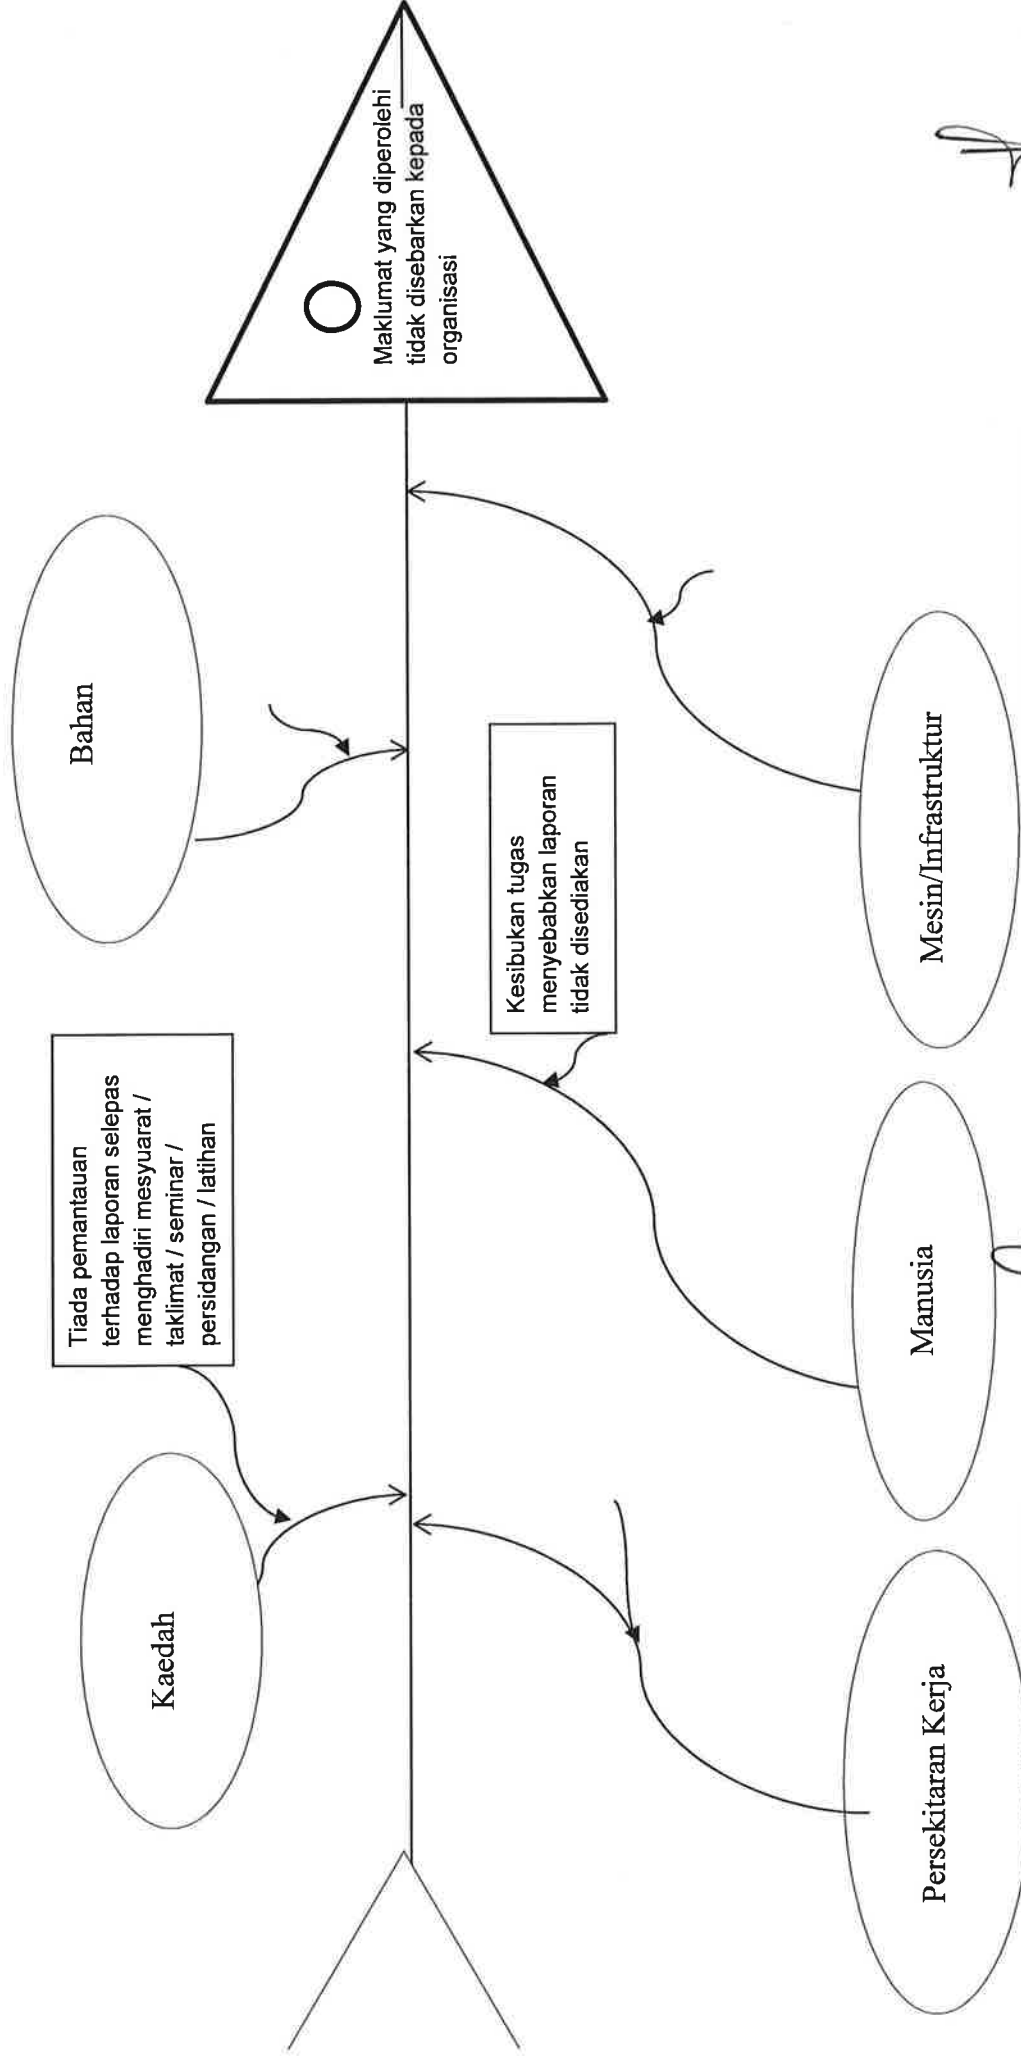 Kaedah
Tiada pemantauan
terhadap laporan selepas
menghadiri mesyuarat /
taklimat / seminar /
persidangan / latihan
Bahan
Maklumat yang diperolehi
tidak disebarkan kepada
organisasi
Kesibukan tugas
menyebabkan laporan
tidak disediakan
Persekitaran Kerja
Manusia
Mesin/Infrastruktur